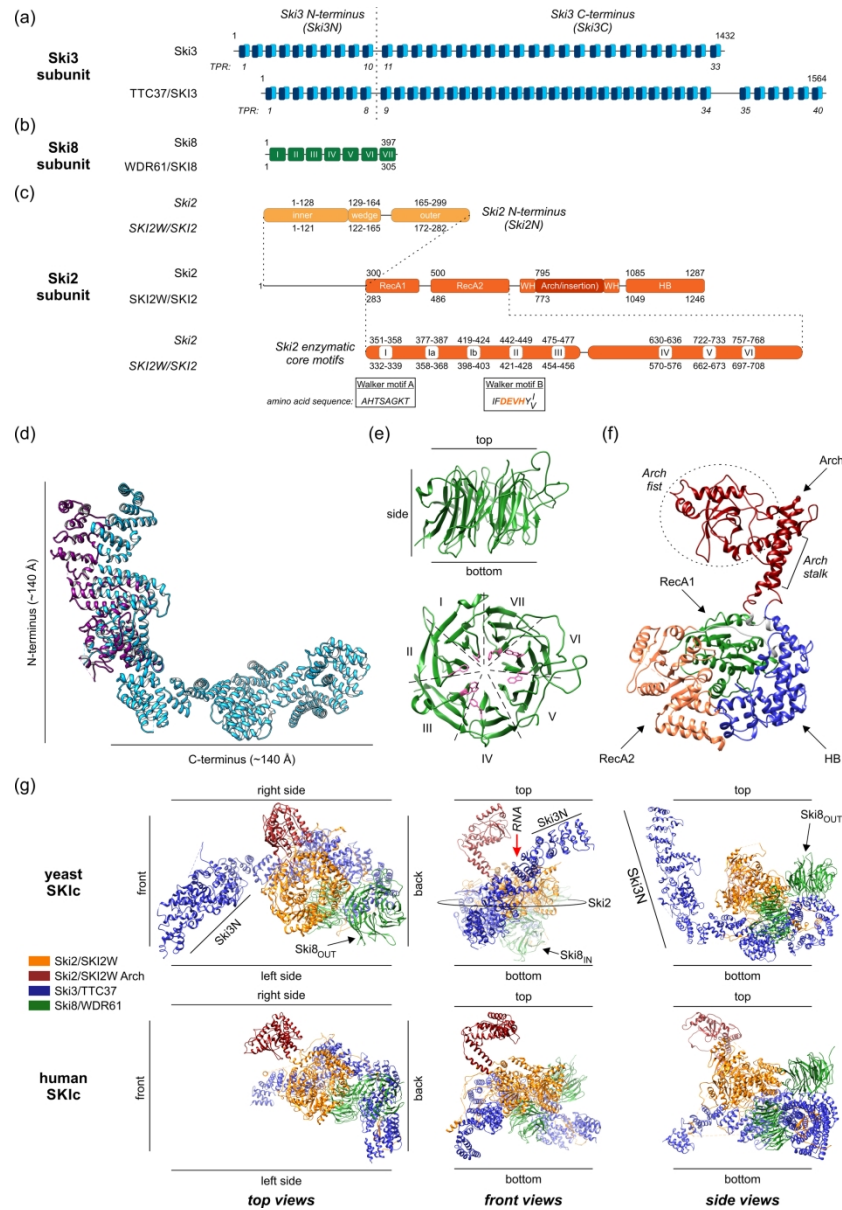 (a)
Ski3 N-terminus
(Ski3N)
Ski3 C-terminus
(Ski3C)
Ski3
subunit
Ski3
1
1432
TPR:
1
10
11
33
TTC37/SKI3
1
1564
TPR:
1
8
9
34
35
40
(b)
Ski8
subunit
Ski8
1
397
I II III IV V VI VII
WDR61/SKI8
1
305
(c)
Ski2
1-128 129-164 165-299
inner wedge outer
SKI2W/SKI2
1-121 122-165 172-282
Ski2 N-terminus
(Ski2N)
Ski2
subunit
Ski2
300 500 795 1085 1287
1
RecA1 RecA2 WH Arch/insertion) WH HB
SKI2W/SKI2
283 486 773 1049 1246
Ski2
351-358 377-387 419-424 442-449 475-477 630-636 722-733 757-768
Ski2 enzymatic
core motifs
I Ia Ib II III IV V VI
SKI2W/SKI2
332-339 358-368 398-403 421-428 454-456 570-576 662-673 697-708
Walker motif A
Walker motif B
amino acid sequence:
AHTSAGKT
IFDEVHY I
V
(d)
N-terminus (~140 Å)
C-terminus (~140 Å)
(e)
top
side
bottom
I
VII
II
VI
III
V
IV
(f)
Arch
fist
Arch
Arch
stalk
RecA1
RecA2
HB
(g)
yeast
SKIc
right side
front
back
Ski3N
Ski8OUT
left side
top
RNA
Ski3N
Ski2
Ski8IN
bottom
top
Ski8OUT
Ski3N
bottom
Ski2/SKI2W
Ski2/SKI2W Arch
Ski3/TTC37
Ski8/WDR61
human
SKIc
right side
front
back
left side
top
bottom
top
bottom
top views
front views
side views